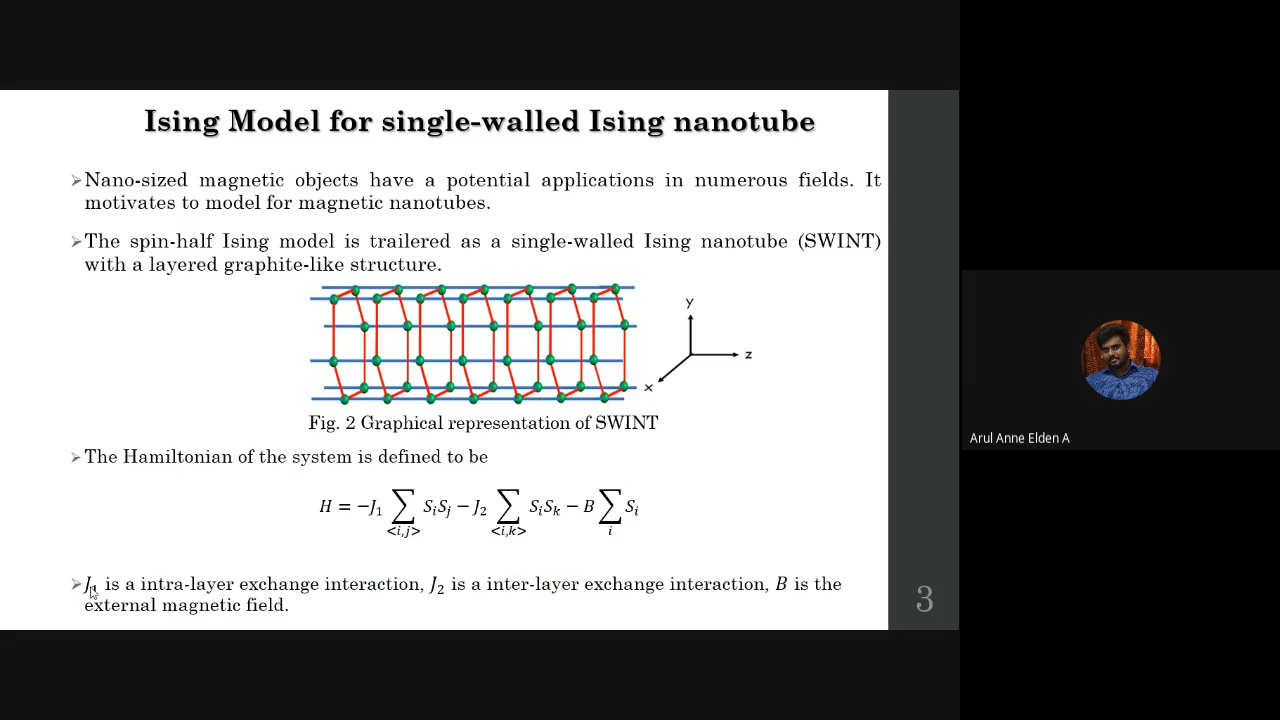 Ising Model for single-walled Ising nanotube
➢Nano-sized magnetic objects have a potential applications in numerous fields. It
motivates to model for magnetic nanotubes.
➢The spin-half Ising model is trailered as a single-walled Ising nanotube (SWINT)
with a layered graphite-like structure.
y
z
x
Fig. 2 Graphical representation of SWINT
➢The Hamiltonian of the system is defined to be
H = −J₁ ∑<i,j> SᵢSⱼ − J₂ ∑<i,k> SᵢSₖ − B ∑i Sᵢ
➢J₁ is a intra-layer exchange interaction, J₂ is a inter-layer exchange interaction, B is the
external magnetic field.
3
Arul Anne Elden A